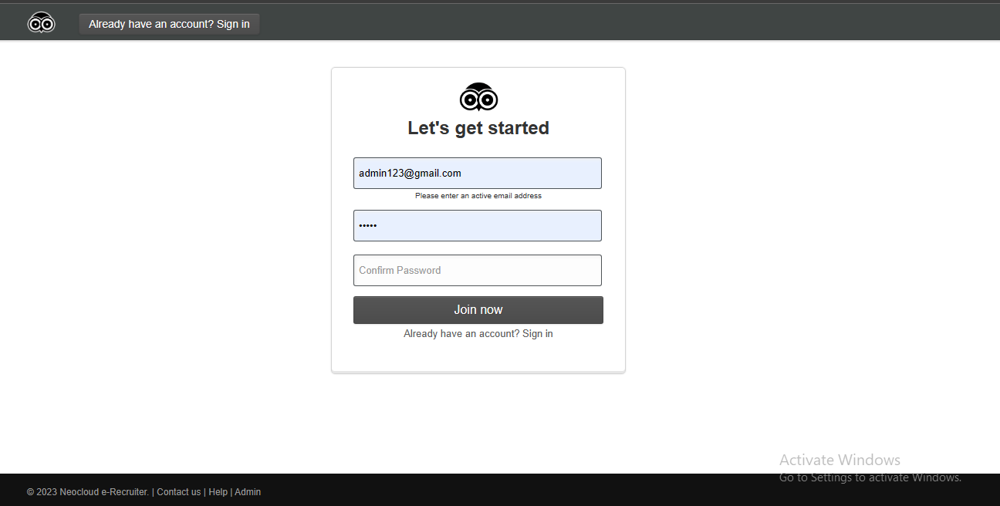 Already have an account? Sign in
Let's get started
admin123@gmail.com
Please enter an active email address
•••••
Confirm Password
Join now
Already have an account? Sign in
Activate Windows
Go to Settings to activate Windows.
© 2023 Neocloud e-Recruiter. | Contact us | Help | Admin